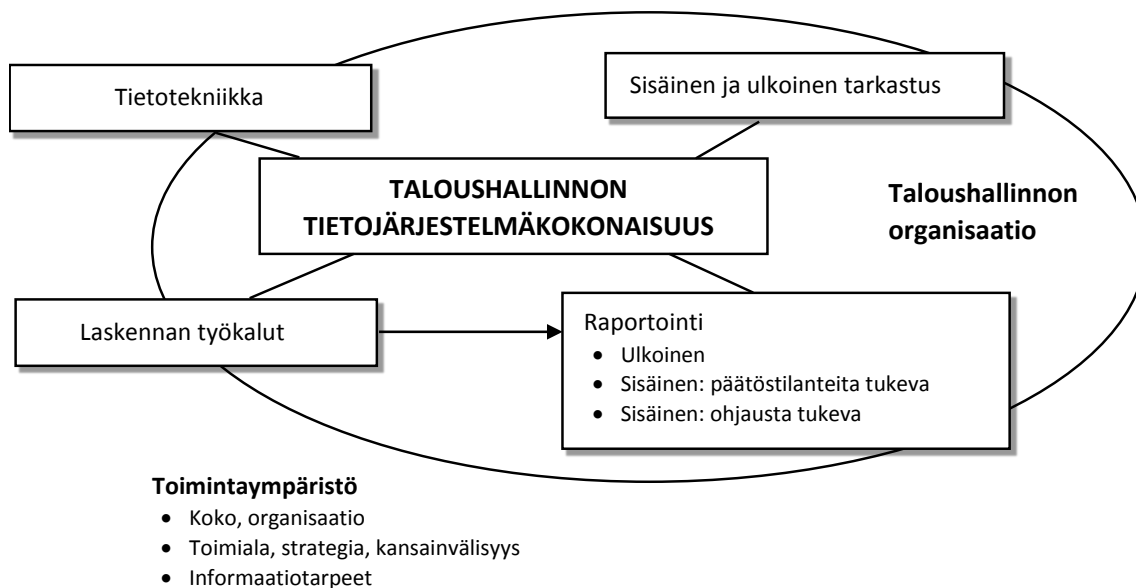 Tietotekniikka
Sisäinen ja ulkoinen tarkastus
TALOUSHALLINNON
TIETOJÄRJESTELMÄKOKONAISUUS
Taloushallinnon
organisaatio
Laskennan työkalut
Raportointi
• Ulkoinen
• Sisäinen: päätöstilanteita tukeva
• Sisäinen: ohjausta tukeva
Toimintaympäristö
• Koko, organisaatio
• Toimiala, strategia, kansainvälisyys
• Informaatiotarpeet